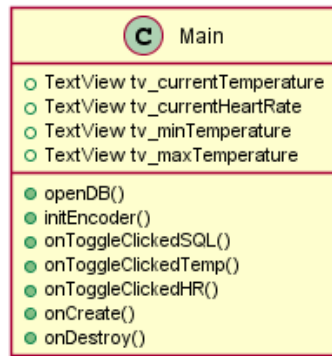 C Main
TextView tv_currentTemperature
TextView tv_currentHeartRate
TextView tv_minTemperature
TextView tv_maxTemperature
openDB()
initEncoder()
onToggleClickedSQL()
onToggleClickedTemp()
onToggleClickedHR()
onCreate()
onDestroy()